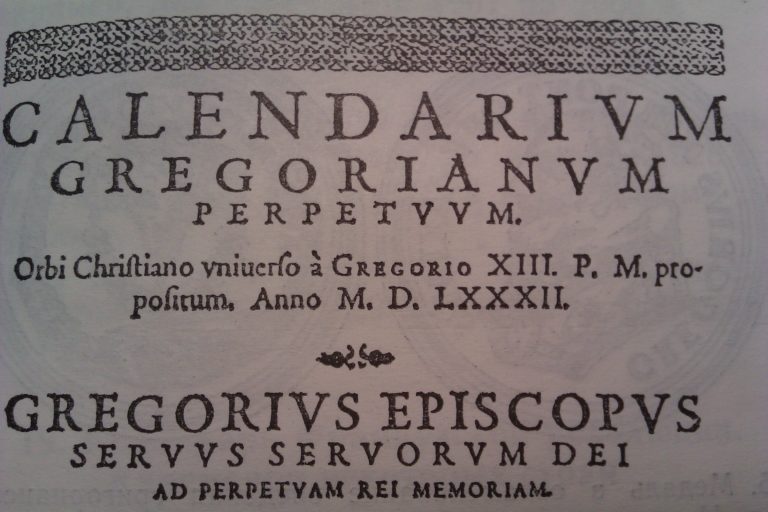 CALENDARIVM
GREGORIANVM
PERPETVVM.
Orbi Chriſtiano vniuerſo à GREGORIO XIII. P. M. pro-
poſitum. Anno M. D. LXXXII.
GREGORIVS EPISCOPVS
SERVVS SERVORVM DEI
AD PERPETVAM REI MEMORIAM.